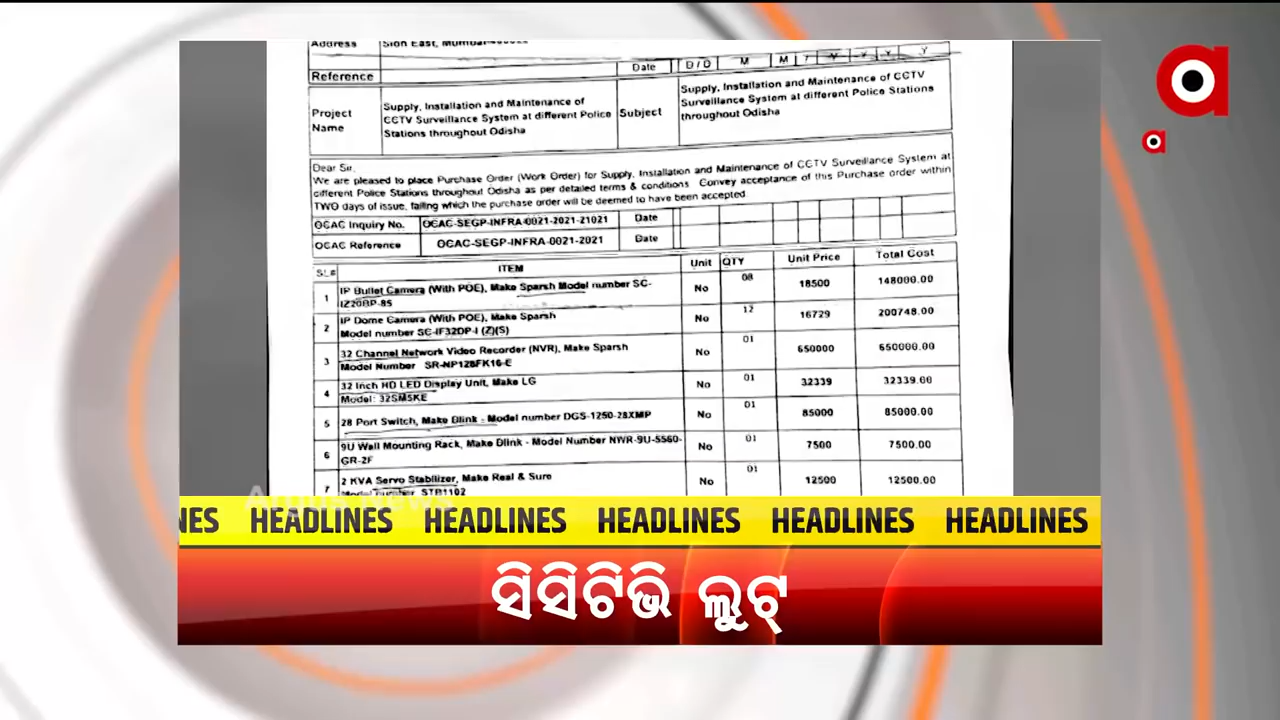 Address Sion East, Mumbai-400022
Reference Date D / D M M / Y Y Y Y
Project Name Supply, Installation and Maintenance of CCTV Surveillance System at different Police Stations throughout Odisha Subject Supply, Installation and Maintenance of CCTV Surveillance System at different Police Stations throughout Odisha
Dear Sir,
We are pleased to place Purchase Order (Work Order) for Supply, Installation and Maintenance of CCTV Surveillance System at
different Police Stations throughout Odisha as per detailed terms & conditions Convey acceptance of this Purchase order within
TWO days of issue, failing which the purchase order will be deemed to have been accepted
OCAC Inquiry No. OCAC-SEGP-INFRA-0021-2021-21021 Date
OCAC Reference OCAC-SEGP-INFRA-0021-2021 Date
SL# ITEM Unit QTY Unit Price Total Cost
1 IP Bullet Camera (With POE), Make Sparsh Model number SC-IZ20BP-8S No 08 18500 148000.00
2 IP Dome Camera (With POE), Make Sparsh Model number SC-IF32DP-I (Z)(S) No 12 16729 200748.00
3 32 Channel Network Video Recorder (NVR), Make Sparsh Model Number SR-NP128FK16-E No 01 650000 650000.00
4 32 Inch HD LED Display Unit, Make LG Model: 32SM5KE No 01 32339 32339.00
5 28 Port Switch, Make Dlink - Model number DGS-1250-28XMP No 01 85000 85000.00
6 9U Wall Mounting Rack, Make Dlink - Model Number NWR-9U-5560-GR-2F No 01 7500 7500.00
7 2 KVA Servo Stabilizer, Make Real & Sure Model number STB1102 No 01 12500 12500.00
Argus News
NES HEADLINES HEADLINES HEADLINES HEADLINES HEADLINES
ସିସିଟିଭି ଲୁଟ୍